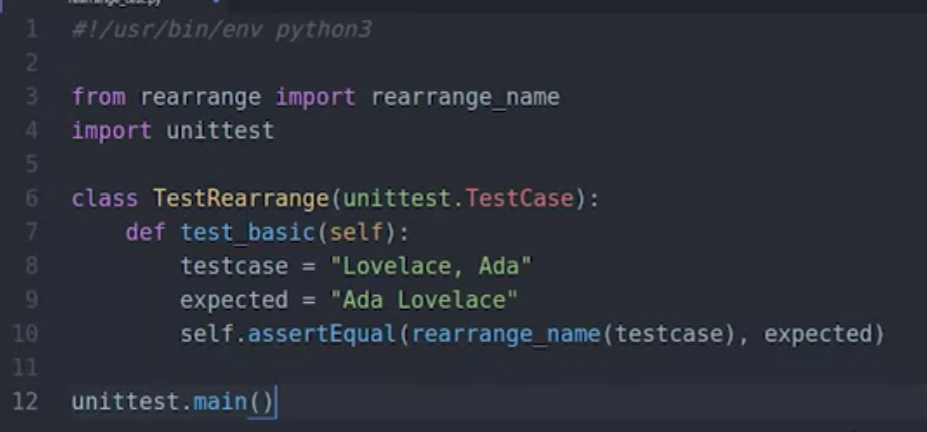 rearrange_test.py
1 #!/usr/bin/env python3
2
3 from rearrange import rearrange_name
4 import unittest
5
6 class TestRearrange(unittest.TestCase):
7     def test_basic(self):
8         testcase = "Lovelace, Ada"
9         expected = "Ada Lovelace"
10         self.assertEqual(rearrange_name(testcase), expected)
11
12 unittest.main()